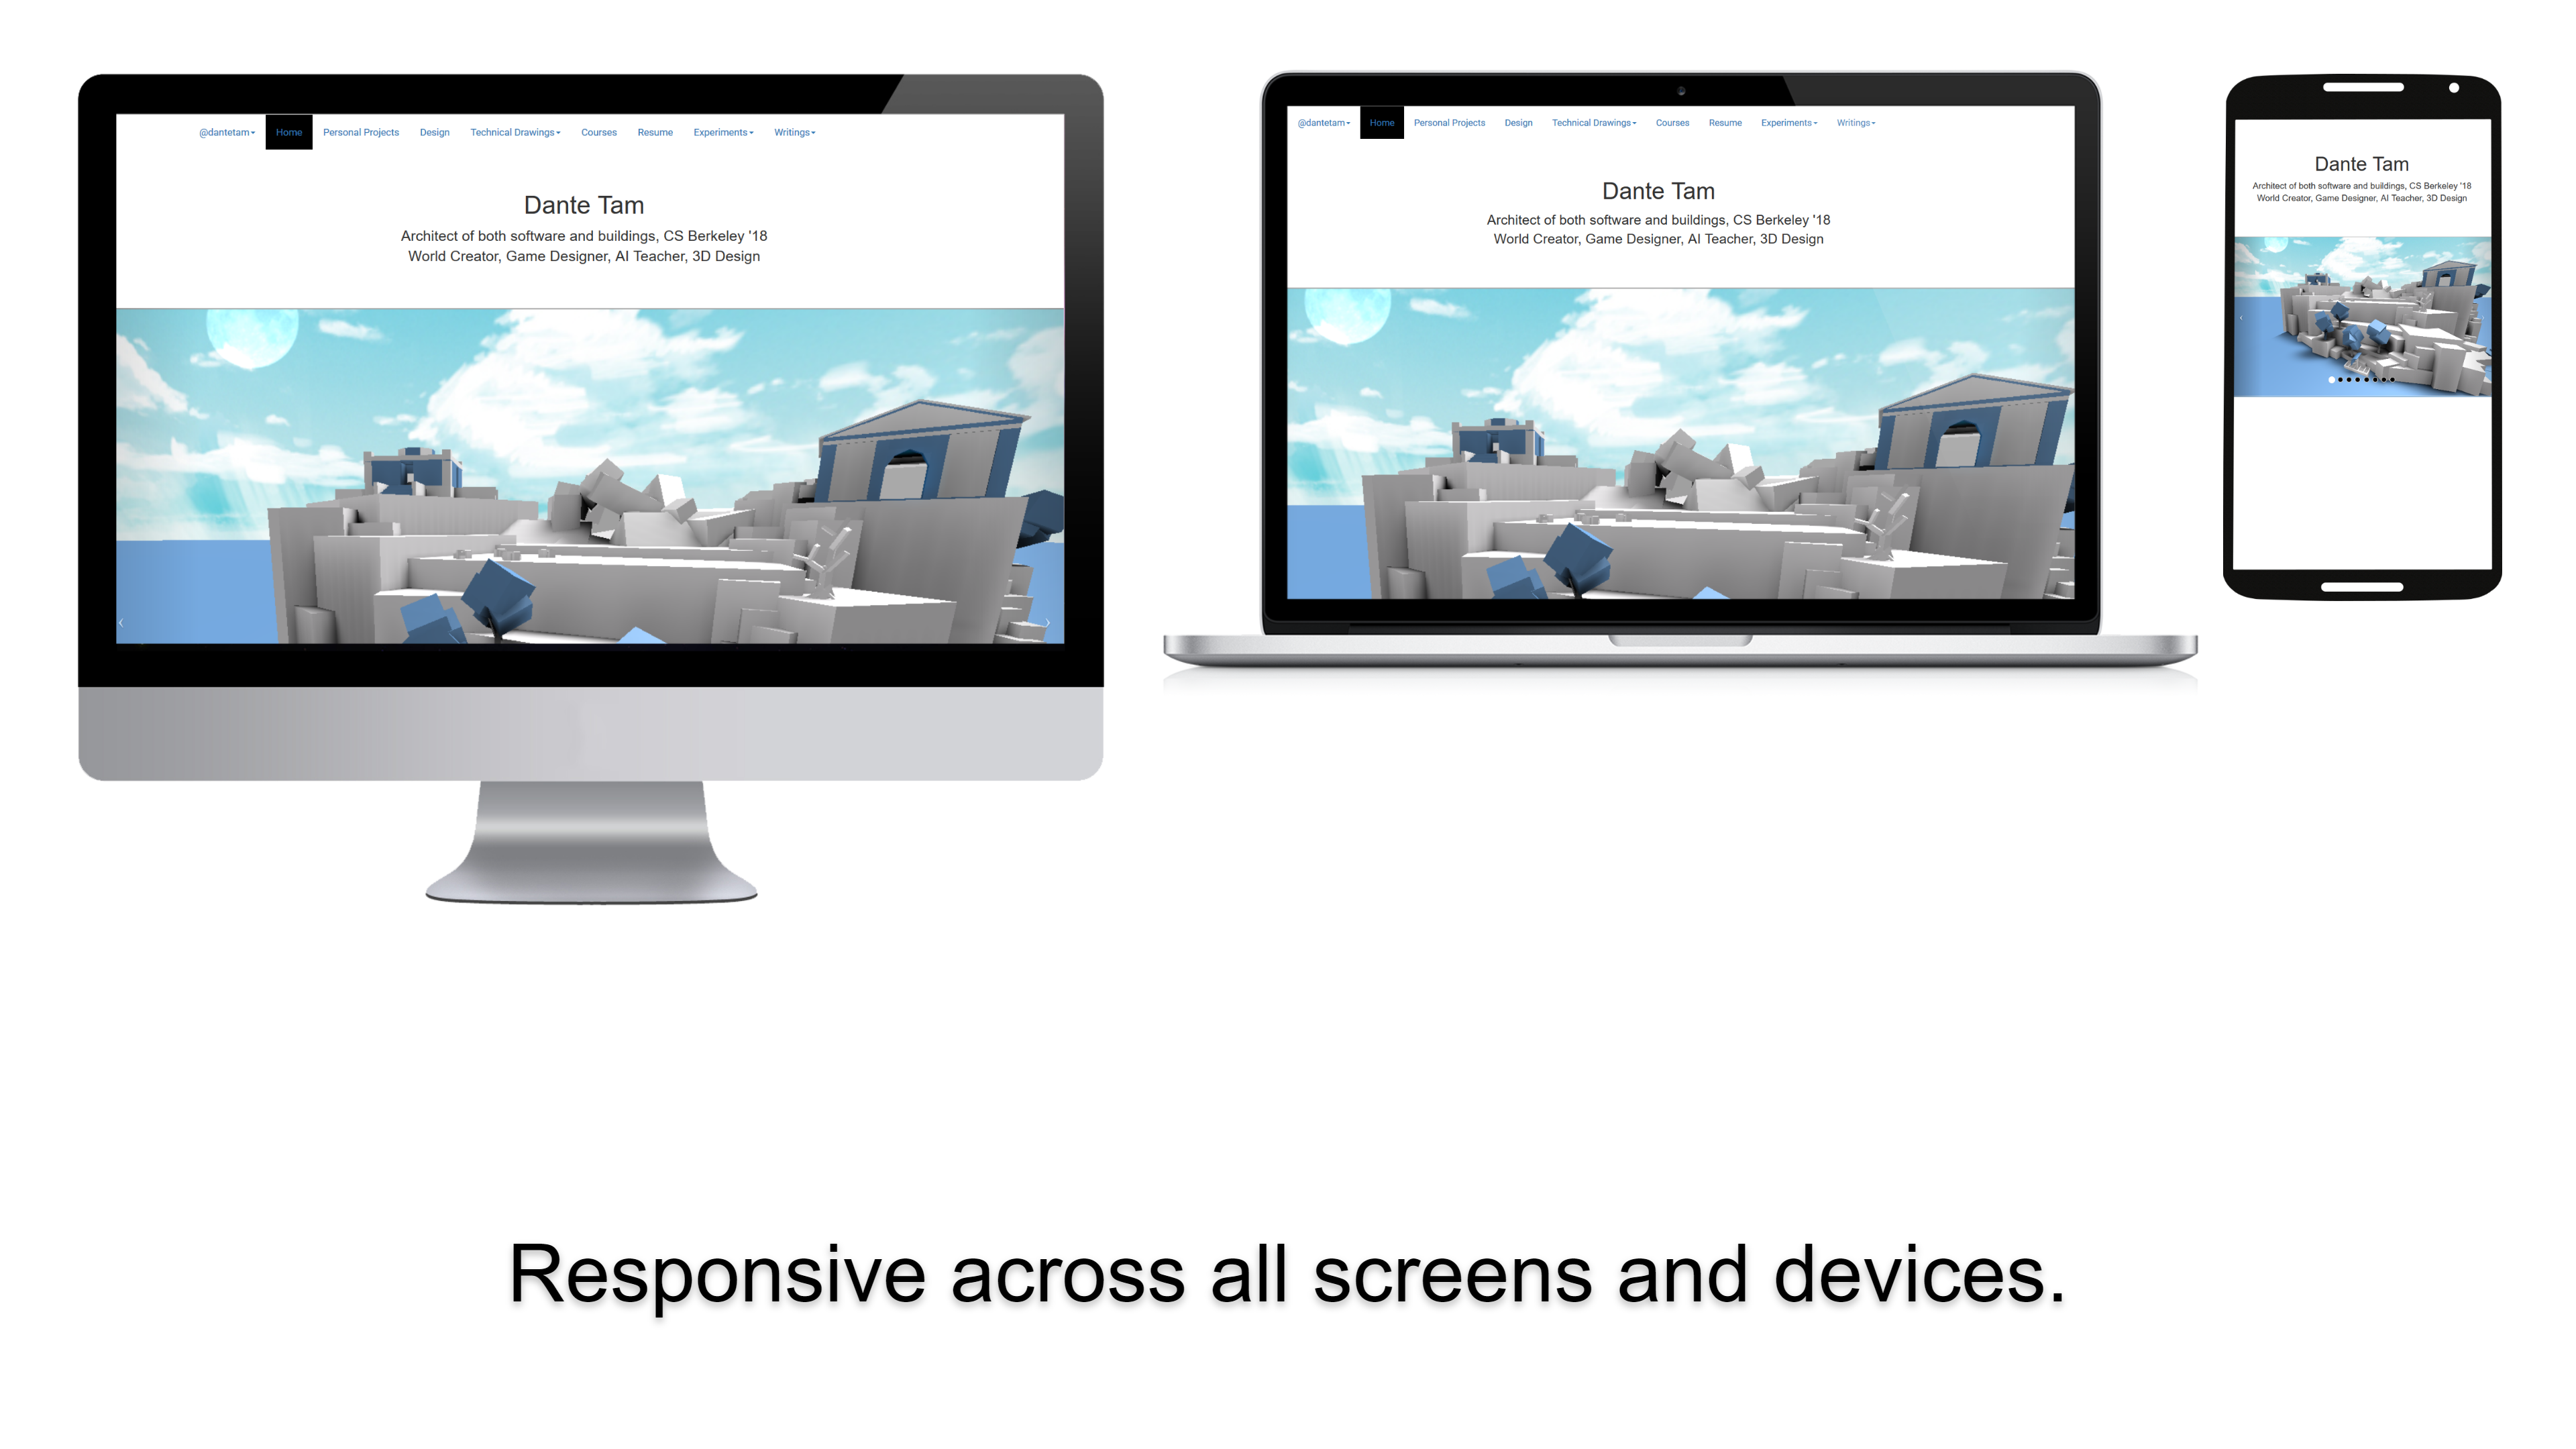 @dantetam Home Personal Projects Design Technical Drawings Courses Resume Experiments Writings
Dante Tam
Architect of both software and buildings, CS Berkeley '18
World Creator, Game Designer, AI Teacher, 3D Design
@dantetam Home Personal Projects Design Technical Drawings Courses Resume Experiments Writings
Dante Tam
Architect of both software and buildings, CS Berkeley '18
World Creator, Game Designer, AI Teacher, 3D Design
Dante Tam
Architect of both software and buildings, CS Berkeley '18
World Creator, Game Designer, AI Teacher, 3D Design
Responsive across all screens and devices.